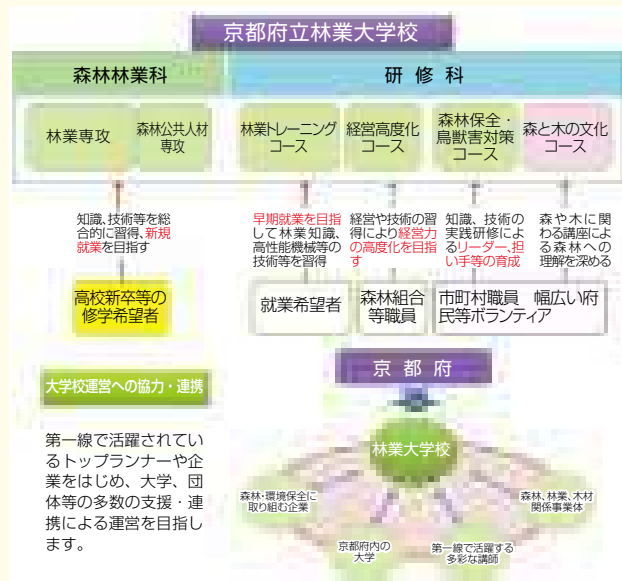 京都府立林業大学校
森林林業科
研修科
林業専攻
森林公共人材
専攻
林業トレーニング
コース
経営高度化
コース
森林保全・
鳥獣害対策
コース
森と木の文化
コース
知識、技術等を総
合的に習得、新規
就業を目指す
早期就業を目指
して林業知識、
高性能機械等の
技術等を習得
経営や技術の習
得により経営力
の高度化を目指
す
知識、技術の
実践研修によ
るリーダー、担
い手等の育成
森や木に関
わる講座によ
る森林への
理解を深める
高校新卒等の
修学希望者
就業希望者
森林組合
等職員
市町村職員 幅広い府
民等ボランティア
京都府
大学校運営への協力・連携
第一線で活躍されてい
るトップランナーや企
業をはじめ、大学、団
体等の多数の支援・連
携による運営を目指し
ます。
林業大学校
森林・環境保全に
取り組む企業
京都府内の
大学
第一線で活躍する
多彩な講師
森林、林業、木材
関係事業体